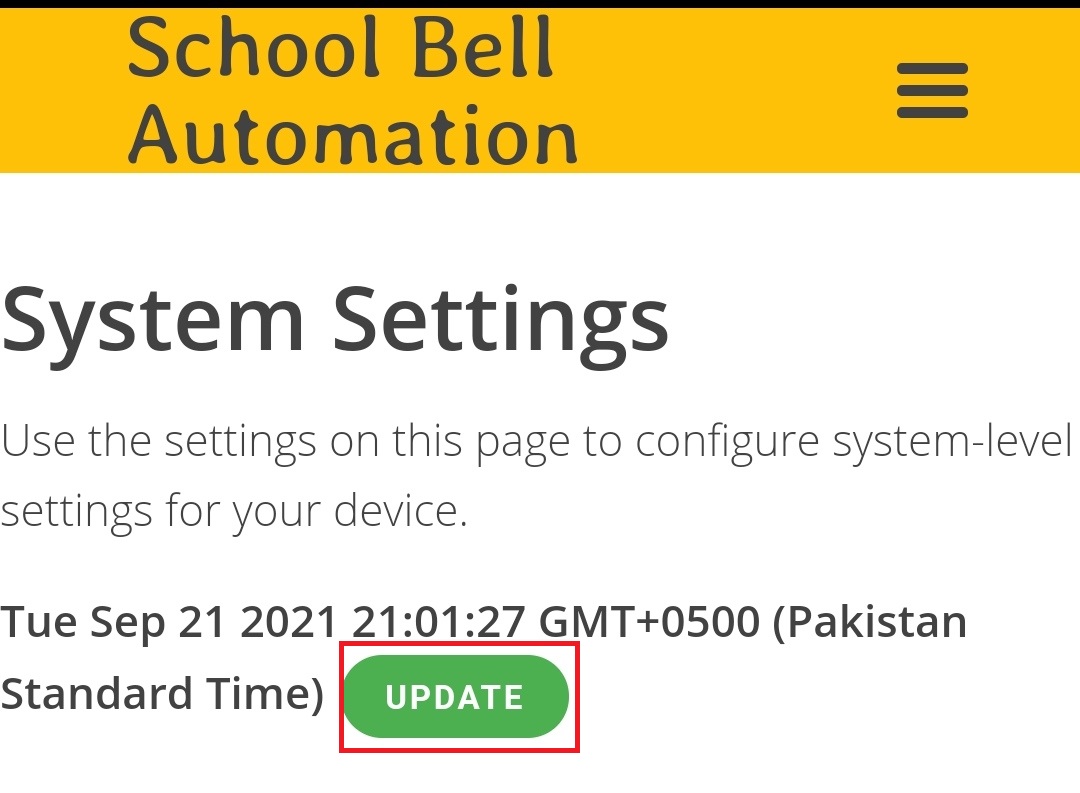 School Bell
Automation
System Settings
Use the settings on this page to configure system-level
settings for your device.
Tue Sep 21 2021 21:01:27 GMT+0500 (Pakistan
Standard Time) UPDATE